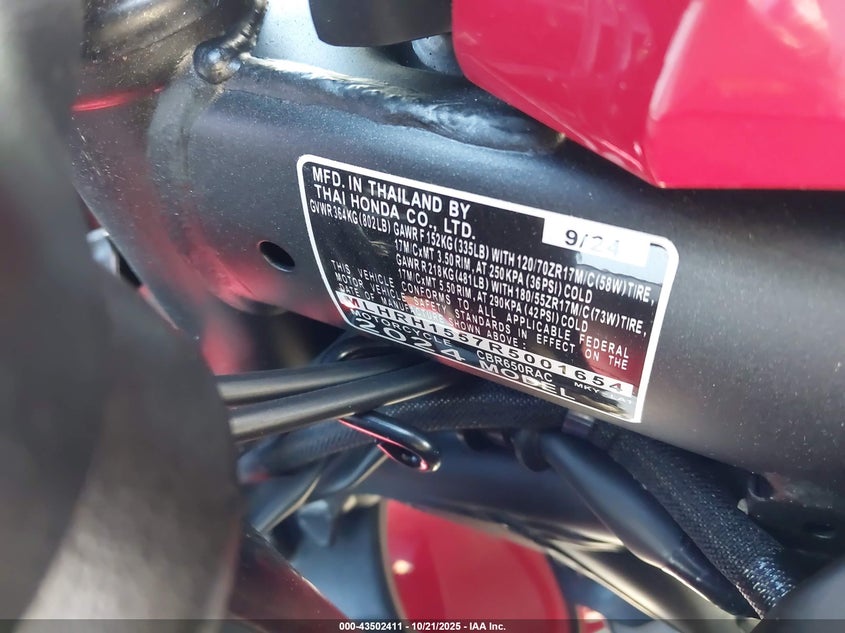 MFD. IN THAILAND BY
THAI HONDA CO., LTD.
9/24
GVWR 364KG (802LB) GAWR F 152KG (335LB) WITH 120/70ZR17M/C (58W) TIRE,
17M/CxMT 3.50 RIM, AT 250KPA (36PSI) COLD
GAWR R 218KG (481LB) WITH 180/55ZR17M/C (73W) TIRE,
17M/CxMT 5.50 RIM, AT 290KPA (42PSI) COLD
THIS VEHICLE CONFORMS TO ALL APPLICABLE FEDERAL
MOTOR VEHICLE SAFETY STANDARDS IN EFFECT ON THE
DATE OF MANUFACTURE SHOWN ABOVE.
MLHRH1557R5001654
MOTORCYCLE CBR650RAC
2024 MODEL
000-43502411 - 10/21/2025 - IAA Inc.